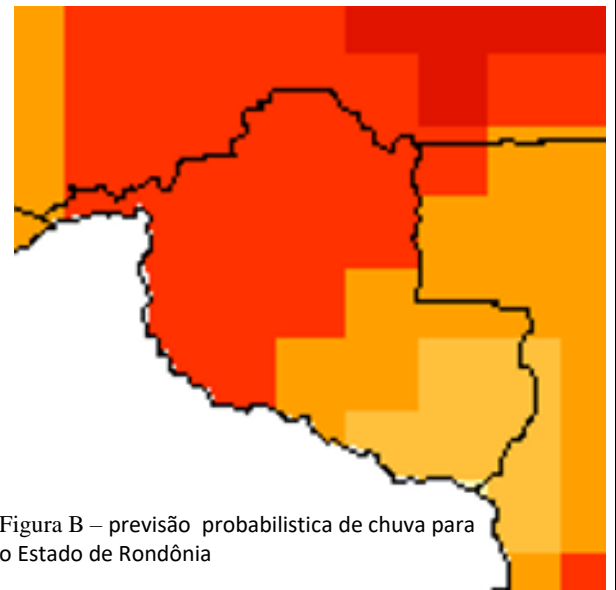 Figura B – previsão probabilistica de chuva para
o Estado de Rondônia